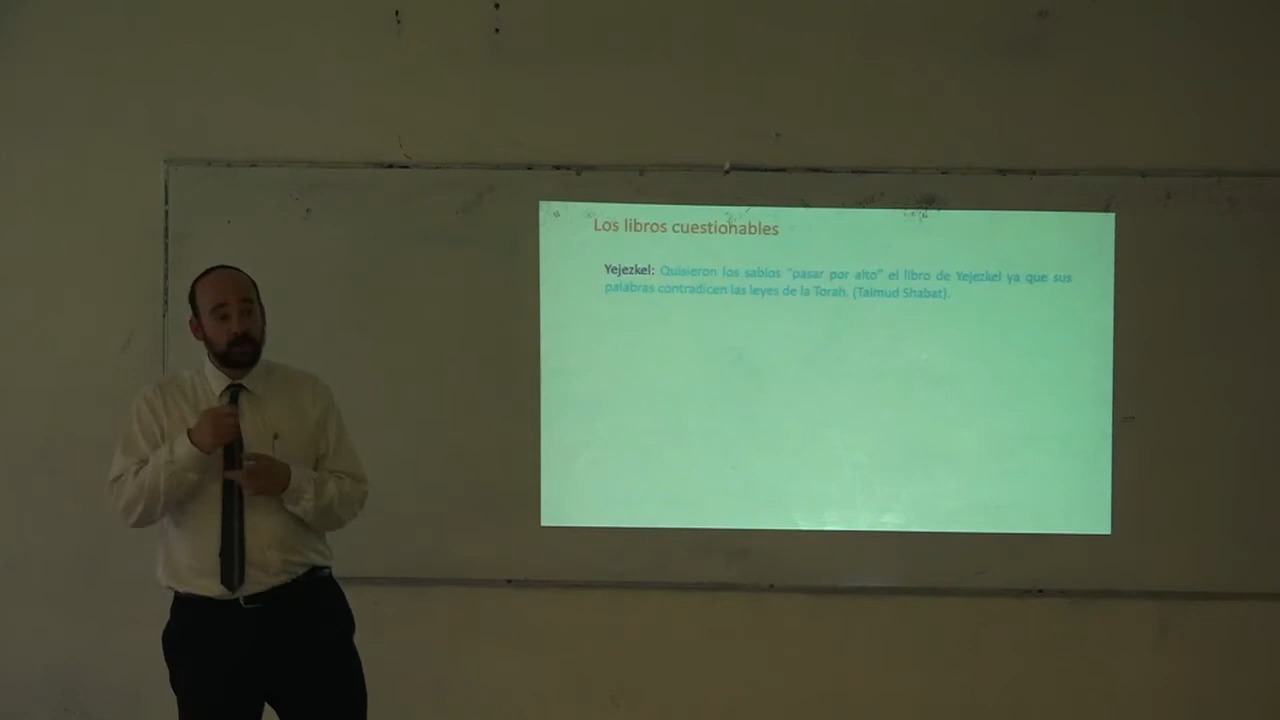 Los libros cuestionables
Yejezkel: Quisieron los sabios "pasar por alto" el libro de Yejezkel ya que sus
palabras contradicen las leyes de la Torah. (Talmud Shabat).